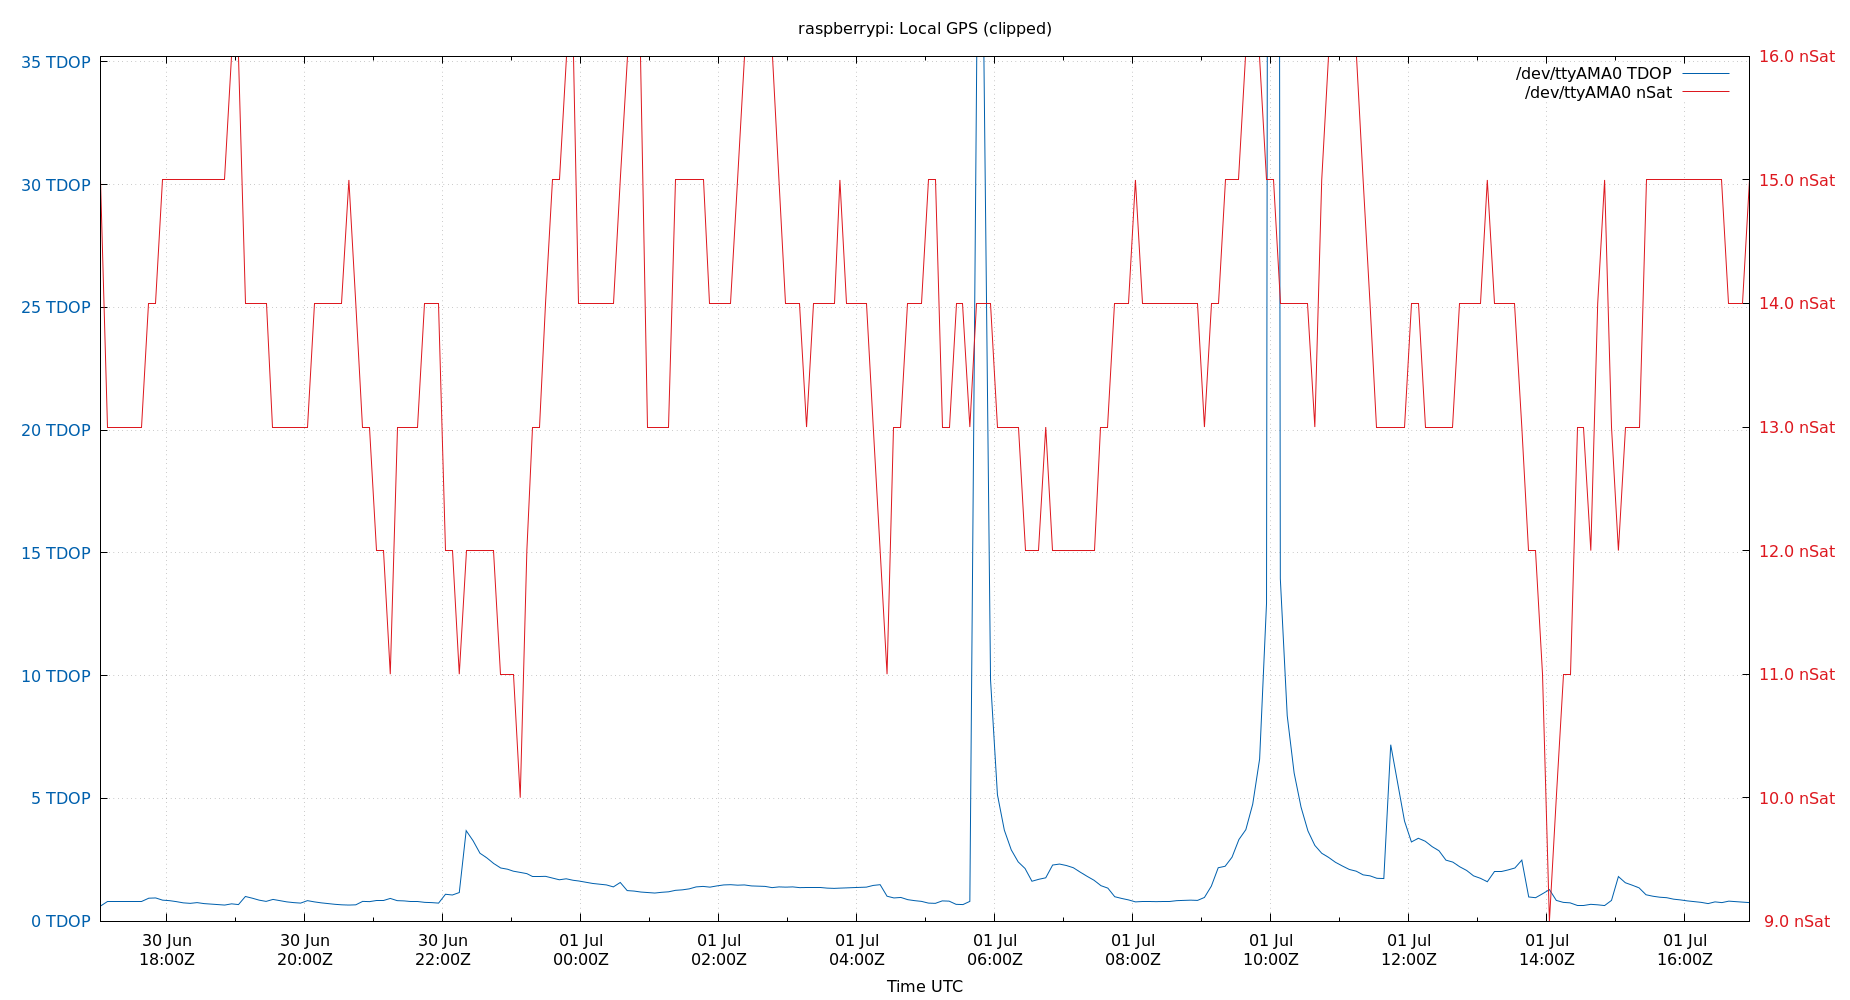 raspberrypi: Local GPS (clipped)
35 TDOP
30 TDOP
25 TDOP
20 TDOP
15 TDOP
10 TDOP
5 TDOP
0 TDOP
16.0 nSat
15.0 nSat
14.0 nSat
13.0 nSat
12.0 nSat
11.0 nSat
10.0 nSat
9.0 nSat
/dev/ttyAMA0 TDOP
/dev/ttyAMA0 nSat
30 Jun
18:00Z
30 Jun
20:00Z
30 Jun
22:00Z
01 Jul
00:00Z
01 Jul
02:00Z
01 Jul
04:00Z
01 Jul
06:00Z
01 Jul
08:00Z
01 Jul
10:00Z
01 Jul
12:00Z
01 Jul
14:00Z
01 Jul
16:00Z
Time UTC